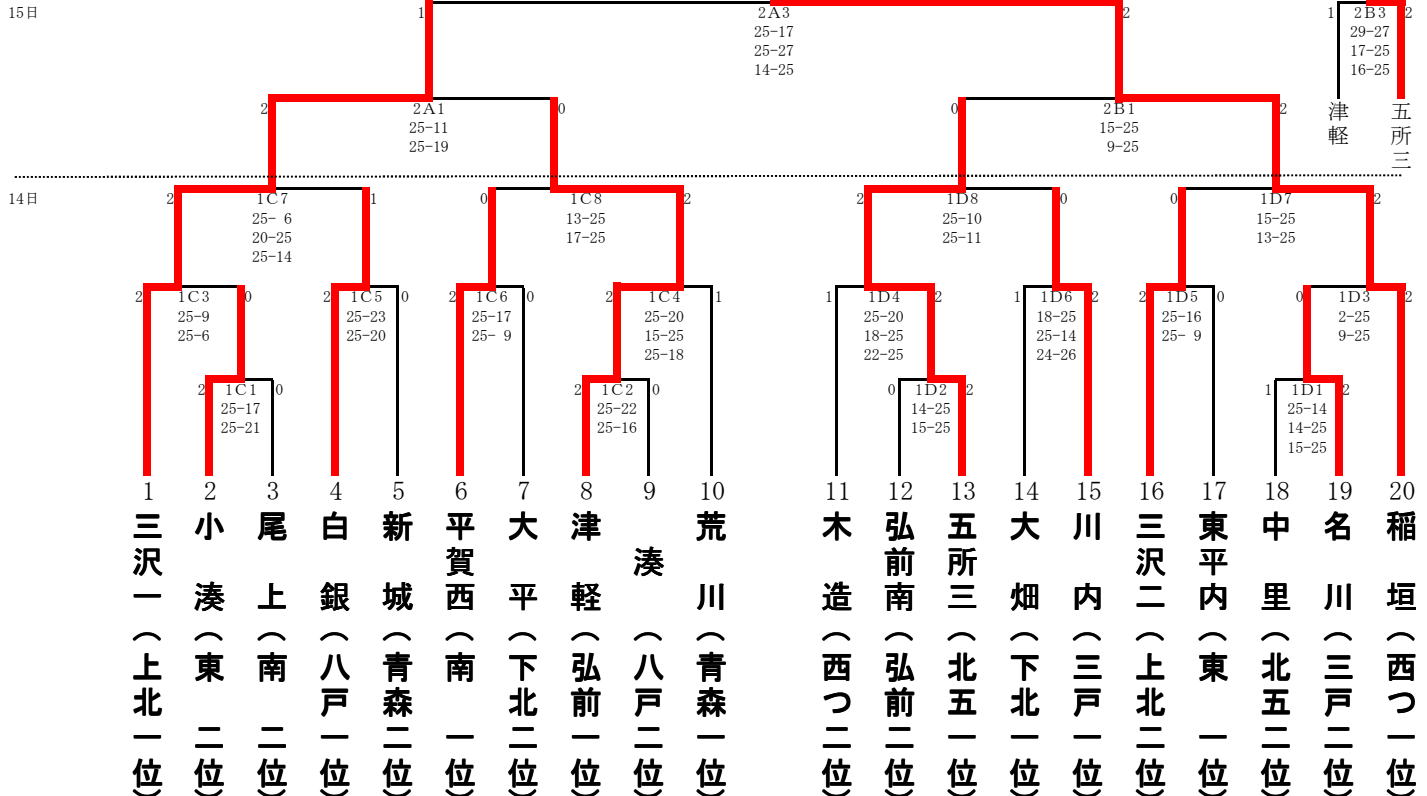 15日
1 2A3 2
25-17
25-27
14-25
1 2B3 2
29-27
17-25
16-25
津軽
五所三
2 2A1 0
25-11
25-19
0 2B1 2
15-25
9-25
14日
2 1C7 1
25- 6
20-25
25-14
0 1C8 2
13-25
17-25
2 1D8 0
25-10
25-11
0 1D7 2
15-25
13-25
2 1C3 0
25-9
25-6
2 1C5 0
25-23
25-20
2 1C6 0
25-17
25- 9
2 1C4 1
25-20
15-25
25-18
1 1D4 2
25-20
18-25
22-25
1 1D6 2
18-25
25-14
24-26
2 1D5 0
25-16
25- 9
0 1D3 2
2-25
9-25
2 1C1 0
25-17
25-21
2 1C2 0
25-22
25-16
0 1D2 2
14-25
15-25
1 1D1 2
25-14
14-25
15-25
1 三沢一（上北一位）
2 小湊（東二位）
3 尾上（南二位）
4 白銀（八戸一位）
5 新城（青森二位）
6 平賀西（南一位）
7 大平（下北二位）
8 津軽（弘前一位）
9 湊（八戸二位）
10 荒川（青森一位）
11 木造（西つ二位）
12 弘前南（弘前二位）
13 五所三（北五一位）
14 大畑（下北一位）
15 川内（三戸一位）
16 三沢二（上北二位）
17 東平内（東一位）
18 中里（北五二位）
19 名川（三戸二位）
20 稲垣（西つ一位）